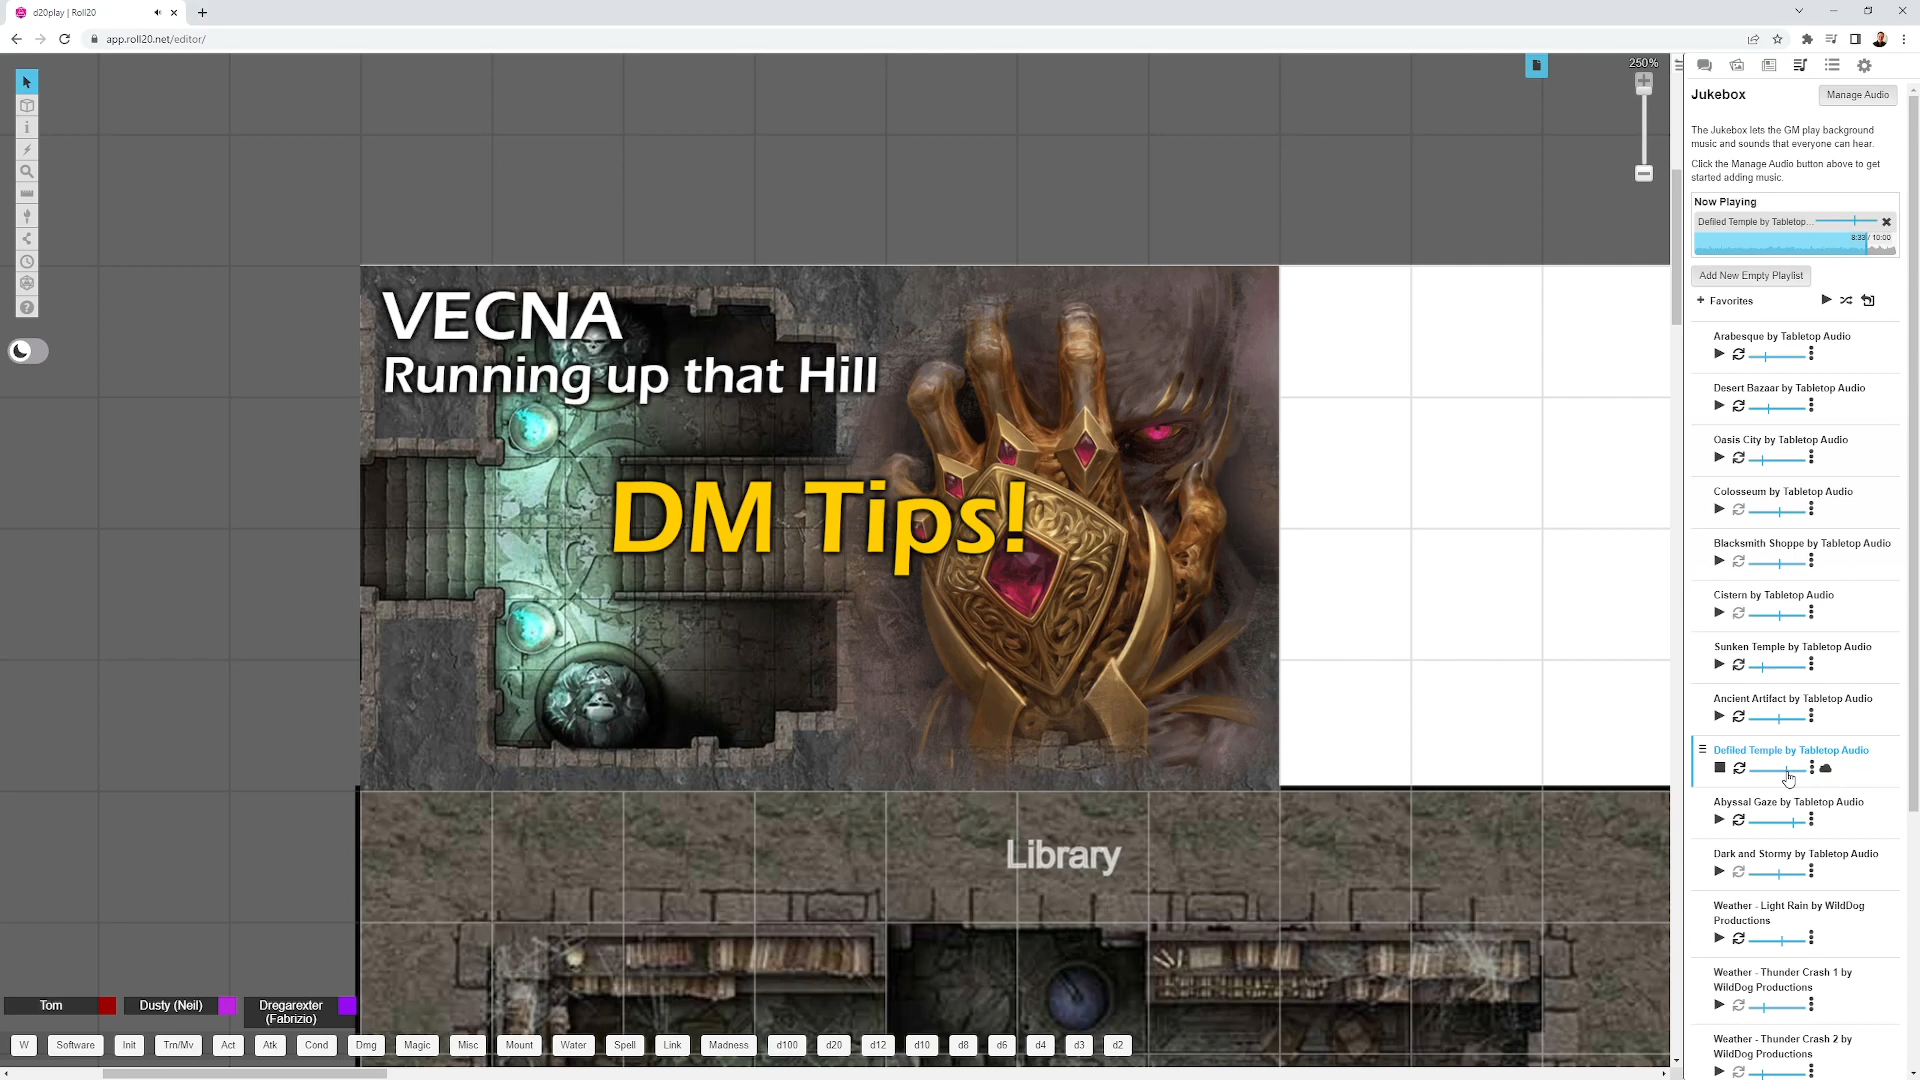 d20play | Roll20
app.roll20.net/editor/
250%
Jukebox
Manage Audio
The Jukebox lets the GM play background
music and sounds that everyone can hear.
Click the Manage Audio button above to get
started adding music.
Now Playing
Defiled Temple by Tabletop...
8:33 / 10:00
Add New Empty Playlist
+ Favorites
Arabesque by Tabletop Audio
Desert Bazaar by Tabletop Audio
Oasis City by Tabletop Audio
Colosseum by Tabletop Audio
Blacksmith Shoppe by Tabletop Audio
Cistern by Tabletop Audio
Sunken Temple by Tabletop Audio
Ancient Artifact by Tabletop Audio
Defiled Temple by Tabletop Audio
Abyssal Gaze by Tabletop Audio
Dark and Stormy by Tabletop Audio
Weather - Light Rain by WildDog
Productions
Weather - Thunder Crash 1 by
WildDog Productions
Weather - Thunder Crash 2 by
WildDog Productions
VECNA
Running up that Hill
DM Tips!
Library
Tom
Dusty (Neil)
Dregarexter
(Fabrizio)
W Software Init Trn/Mv Act Atk Cond Dmg Magic Misc Mount Water Spell Link Madness d100 d20 d12 d10 d8 d6 d4 d3 d2